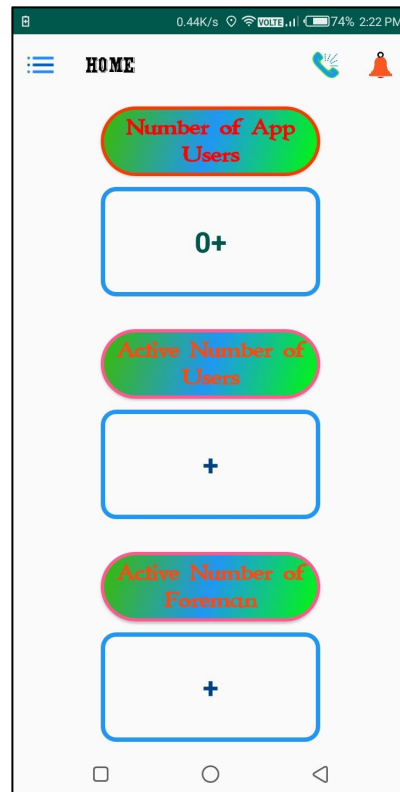 0.44K/s VOLTE 74% 2:22 PM
HOME
Number of App
Users
0+
Active Number of
Users
+
Active Number of
Foreman
+